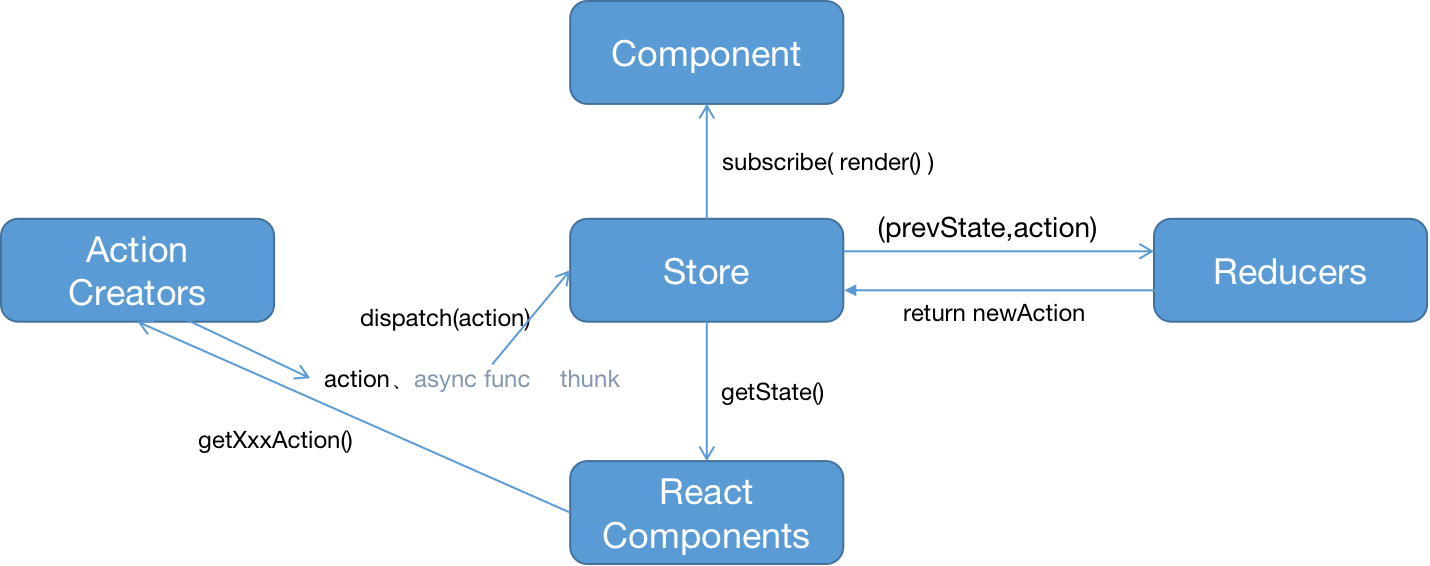 Component
subscribe( render() )
(prevState,action)
Action
Creators
Store
Reducers
dispatch(action)
return newAction
action、async func thunk
getState()
getXxxAction()
React
Components